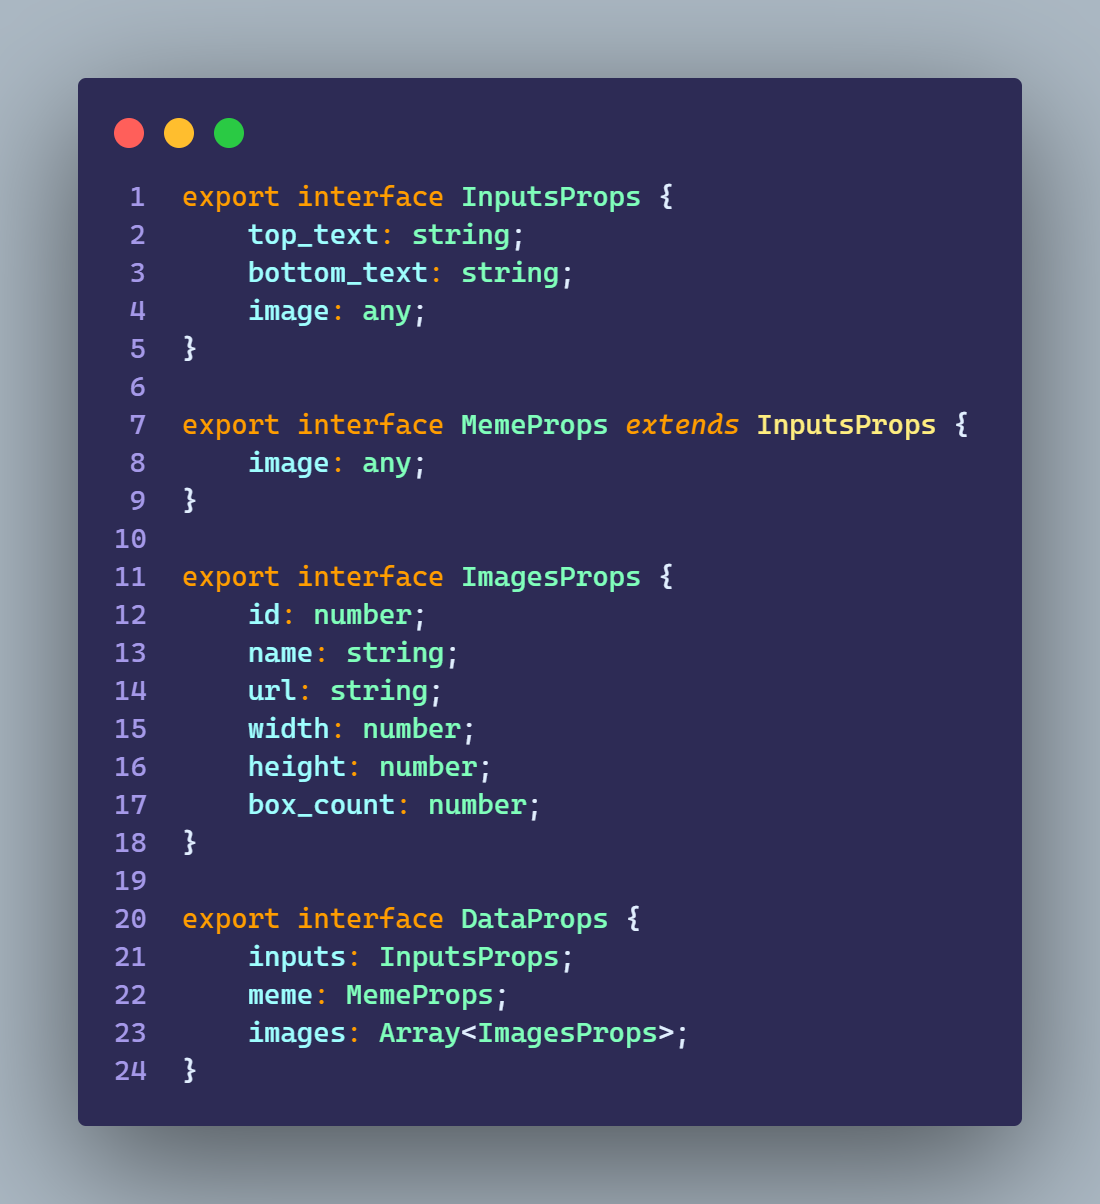 1 export interface InputsProps {
2     top_text: string;
3     bottom_text: string;
4     image: any;
5 }
6
7 export interface MemeProps extends InputsProps {
8     image: any;
9 }
10
11 export interface ImagesProps {
12     id: number;
13     name: string;
14     url: string;
15     width: number;
16     height: number;
17     box_count: number;
18 }
19
20 export interface DataProps {
21     inputs: InputsProps;
22     meme: MemeProps;
23     images: Array<ImagesProps>;
24 }